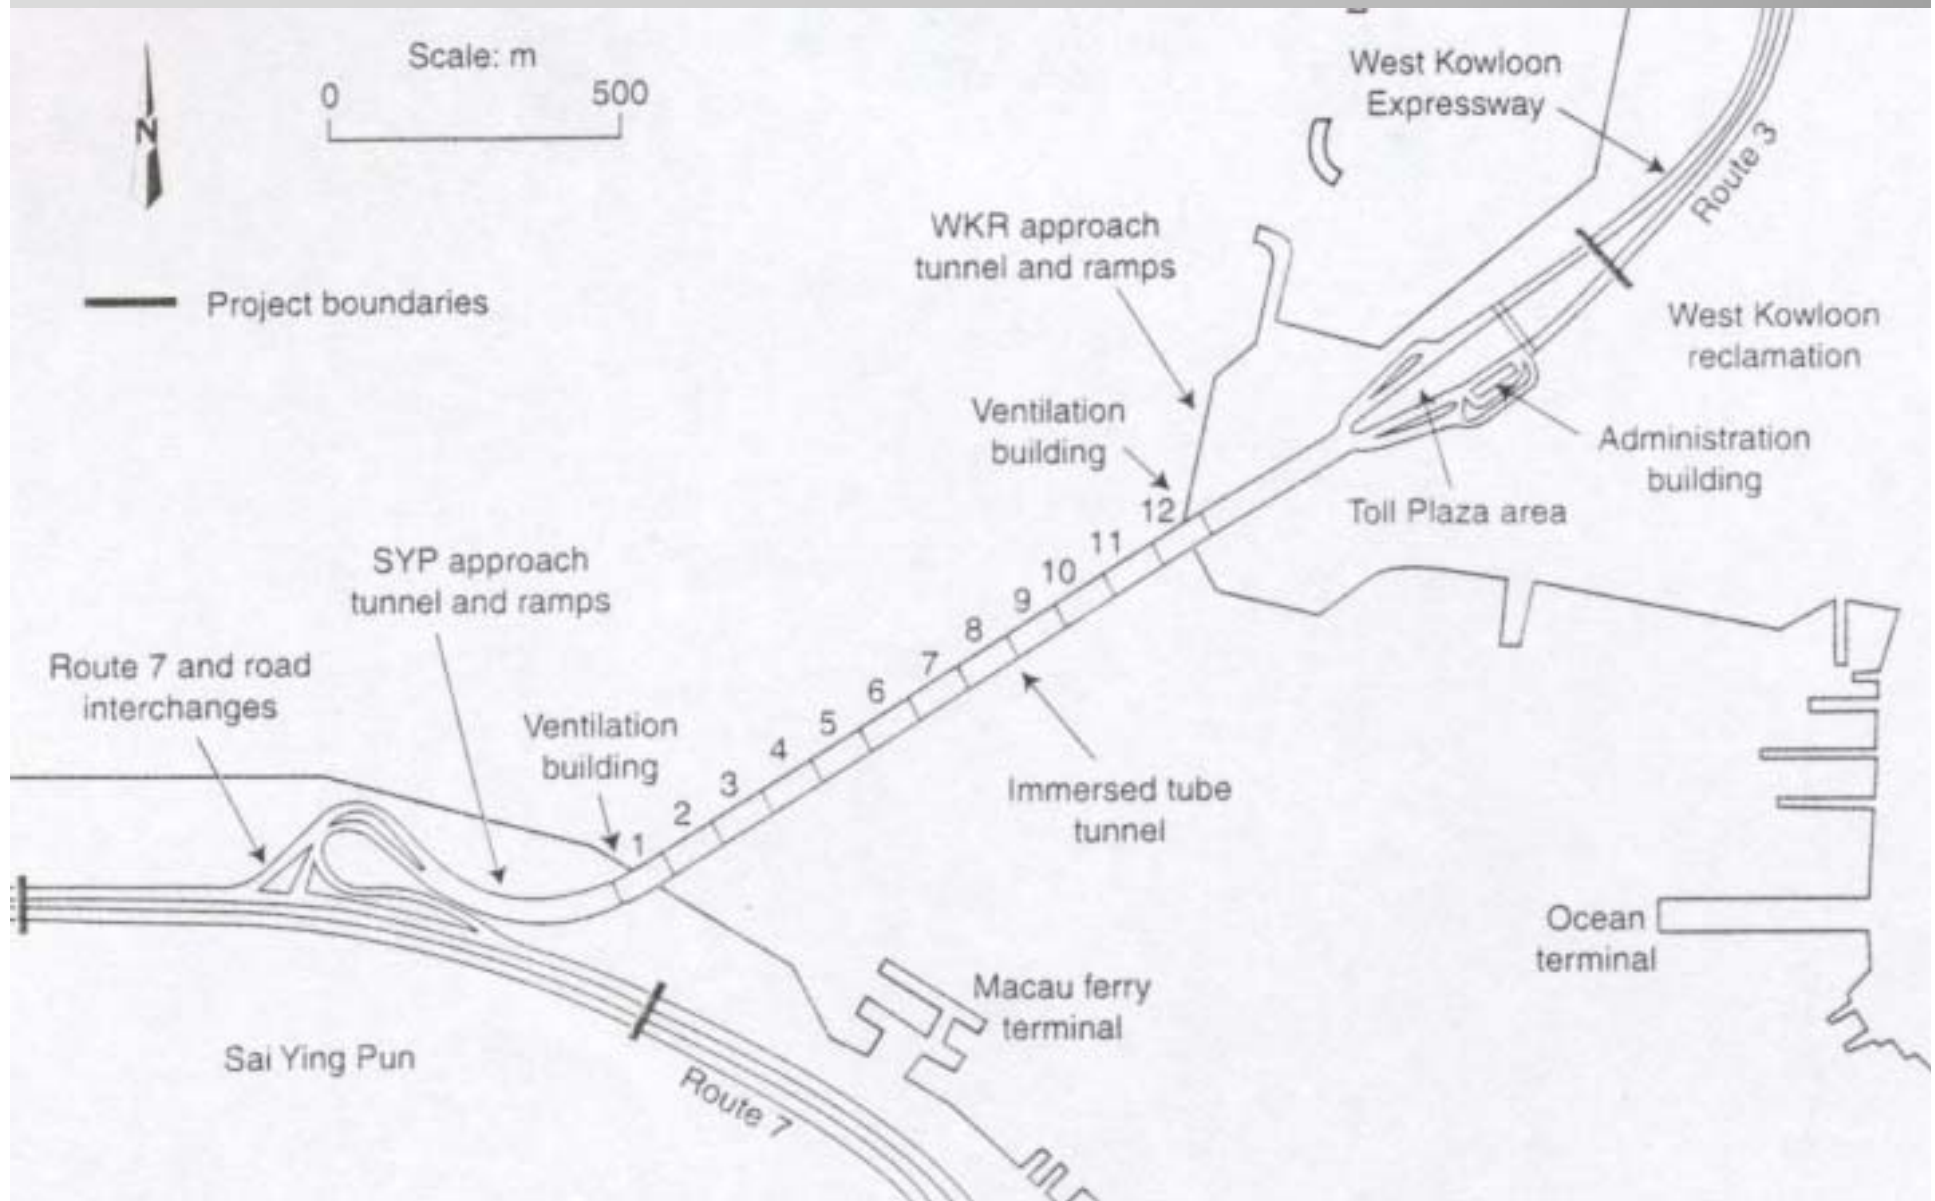 Scale: m
0
500
N
Project boundaries
West Kowloon
Expressway
Route 3
WKR approach
tunnel and ramps
West Kowloon
reclamation
Ventilation
building
Administration
building
Toll Plaza area
12
11
10
9
8
7
6
5
4
3
2
1
SYP approach
tunnel and ramps
Route 7 and road
interchanges
Ventilation
building
Immersed tube
tunnel
Ocean
terminal
Macau ferry
terminal
Sai Ying Pun
Route 7